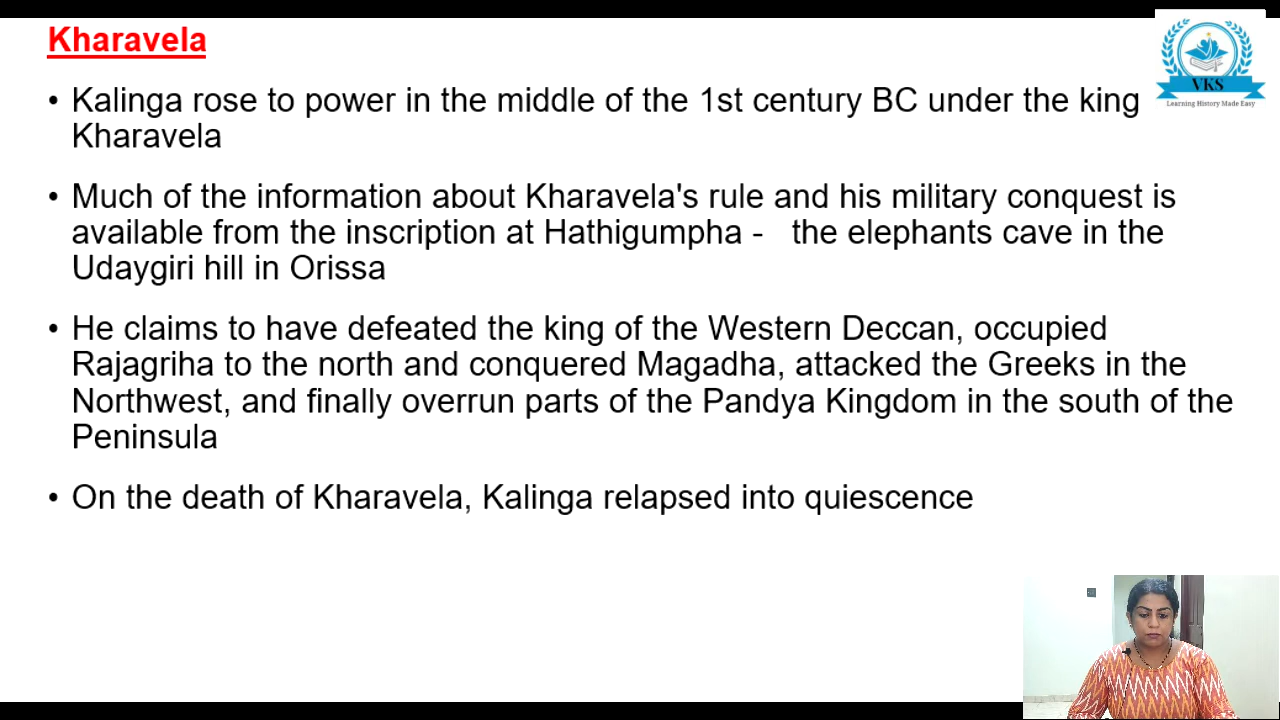 Kharavela
• Kalinga rose to power in the middle of the 1st century BC under the king
Kharavela
• Much of the information about Kharavela's rule and his military conquest is
available from the inscription at Hathigumpha -   the elephants cave in the
Udaygiri hill in Orissa
• He claims to have defeated the king of the Western Deccan, occupied
Rajagriha to the north and conquered Magadha, attacked the Greeks in the
Northwest, and finally overrun parts of the Pandya Kingdom in the south of the
Peninsula
• On the death of Kharavela, Kalinga relapsed into quiescence
VKS
Learning History Made Easy